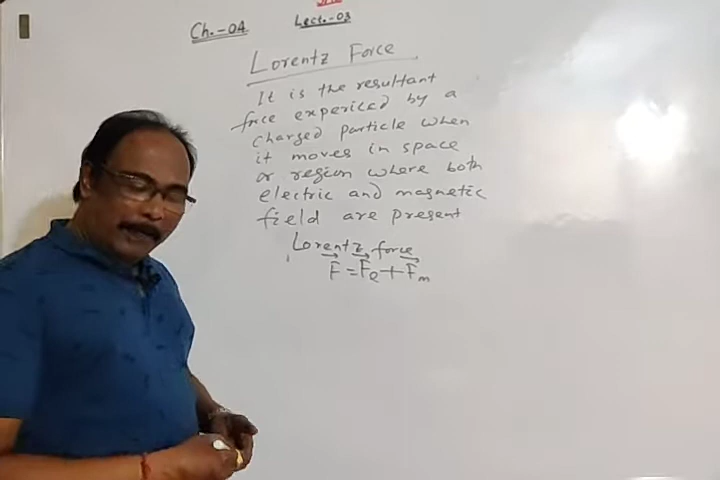 Ch.-04 Lect.-03
Lorentz Force
It is the resultant
force expericed by a
charged particle when
it moves in space
or region where both
electric and magnetic
field are present
Lorentz force
F = Fe + Fm